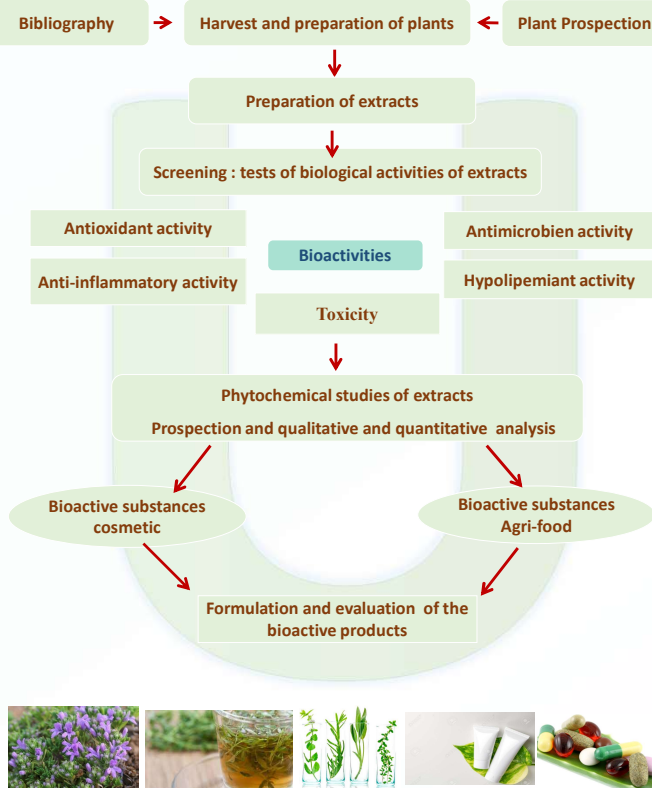 Bibliography
Harvest and preparation of plants
Plant Prospection
Preparation of extracts
Screening : tests of biological activities of extracts
Antioxidant activity
Antimicrobien activity
Bioactivities
Anti-inflammatory activity
Hypolipemiant activity
Toxicity
Phytochemical studies of extracts
Prospection and qualitative and quantitative analysis
Bioactive substances
cosmetic
Bioactive substances
Agri-food
Formulation and evaluation of the
bioactive products